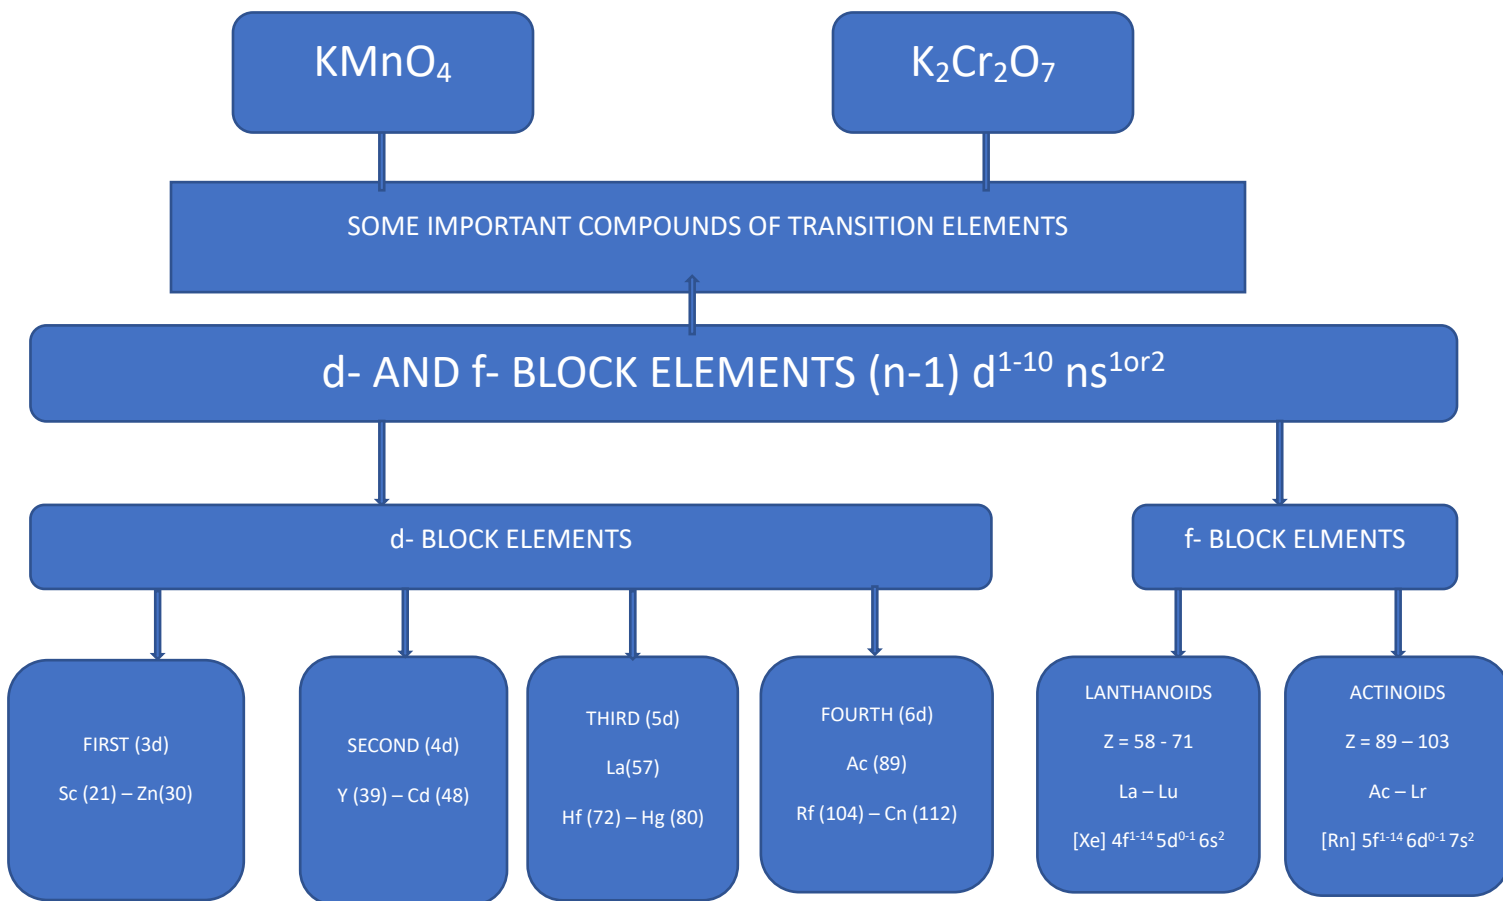 KMnO₄
K₂Cr₂O₇
SOME IMPORTANT COMPOUNDS OF TRANSITION ELEMENTS
d- AND f- BLOCK ELEMENTS (n-1) d¹⁻¹⁰ ns¹ᵒʳ²
d- BLOCK ELEMENTS
f- BLOCK ELMENTS
FIRST (3d)
Sc (21) – Zn(30)
SECOND (4d)
Y (39) – Cd (48)
THIRD (5d)
La(57)
Hf (72) – Hg (80)
FOURTH (6d)
Ac (89)
Rf (104) – Cn (112)
LANTHANOIDS
Z = 58 - 71
La – Lu
[Xe] 4f¹⁻¹⁴ 5d⁰⁻¹ 6s²
ACTINOIDS
Z = 89 – 103
Ac – Lr
[Rn] 5f¹⁻¹⁴ 6d⁰⁻¹ 7s²